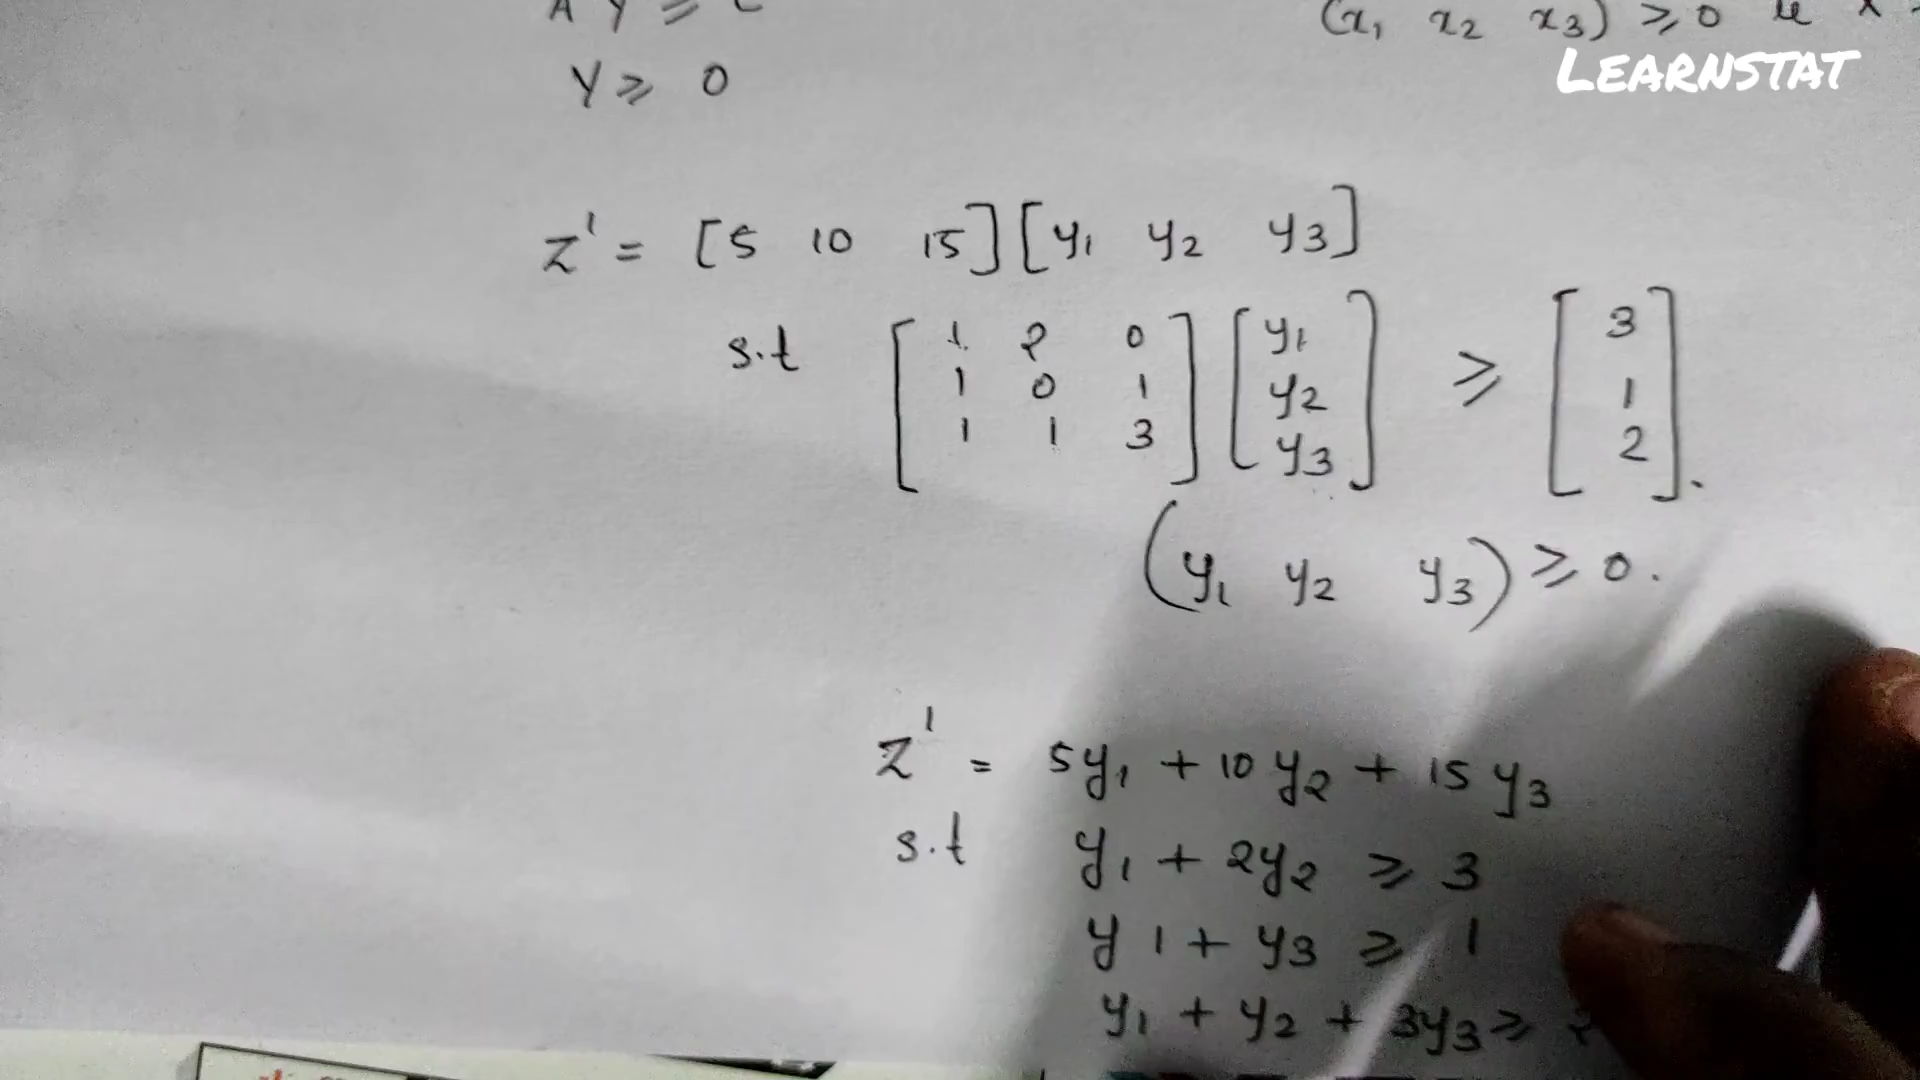 A Y ≥ C
(x₁ x₂ x₃) ≥ 0 ie X
LEARNSTAT
Y ≥ 0
Z' = [5 10 15] [y₁ y₂ y₃]
s.t [1 2 0] [y₁] ≥ [3]
[1 0 1] [y₂] [1]
[1 1 3] [y₃] [2].
(y₁ y₂ y₃) ≥ 0.
Z' = 5y₁ + 10y₂ + 15y₃
s.t y₁ + 2y₂ ≥ 3
y1 + y₃ ≥ 1
y₁ + y₂ + 3y₃ ≥